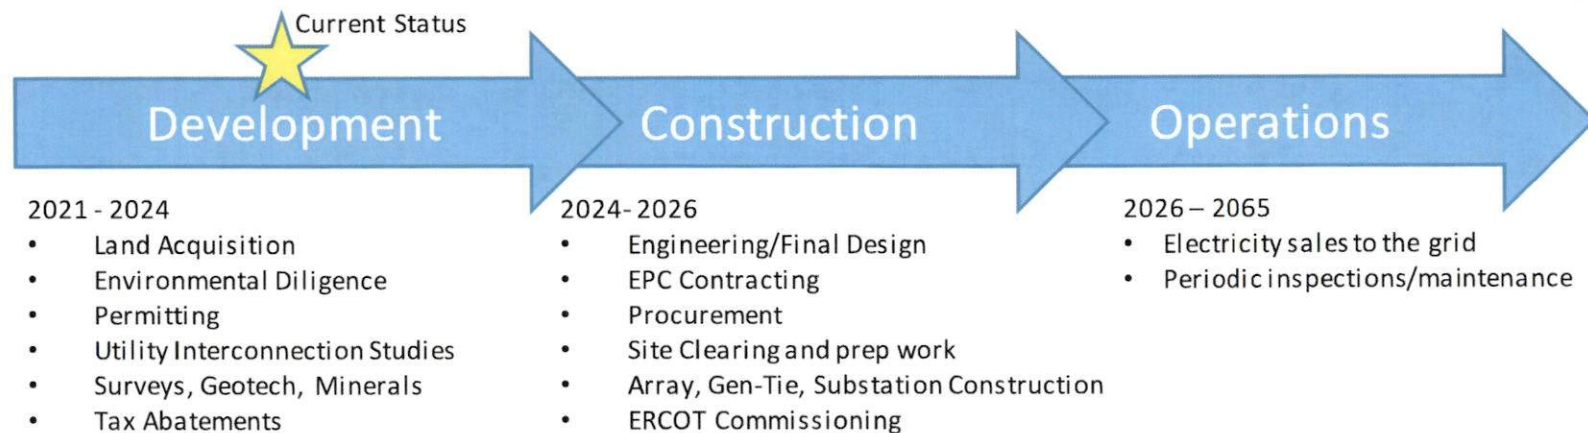 Current Status
Development
Construction
Operations
2021 - 2024
• Land Acquisition
• Environmental Diligence
• Permitting
• Utility Interconnection Studies
• Surveys, Geotech, Minerals
• Tax Abatements
2024-2026
• Engineering/Final Design
• EPC Contracting
• Procurement
• Site Clearing and prep work
• Array, Gen-Tie, Substation Construction
• ERCOT Commissioning
2026 – 2065
• Electricity sales to the grid
• Periodic inspections/maintenance